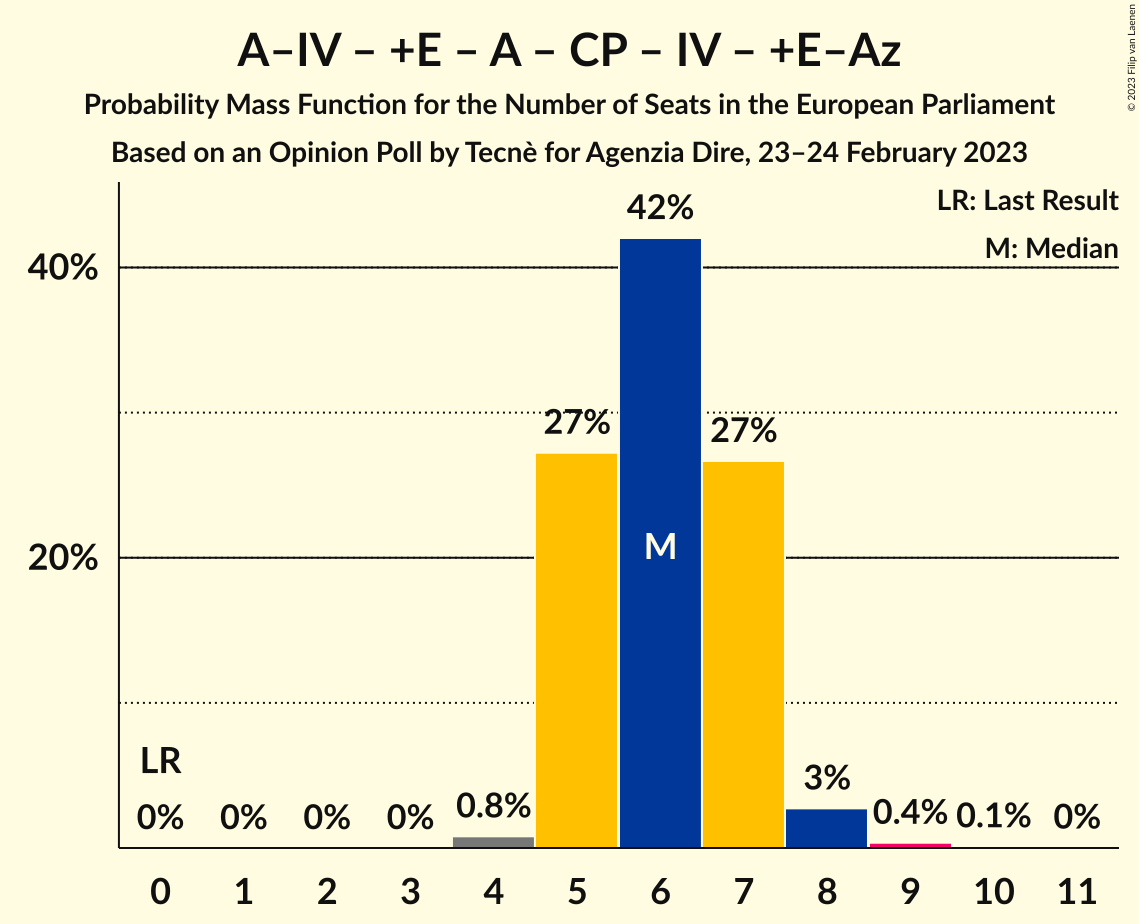 A–IV – +E – A – CP – IV – +E–Az
Probability Mass Function for the Number of Seats in the European Parliament
Based on an Opinion Poll by Tecnè for Agenzia Dire, 23–24 February 2023
© 2023 Filip van Laenen
LR: Last Result
M: Median
42%
40%
27%
27%
M
20%
LR
0%
0%
0%
0%
0.8%
3%
0.4%
0.1%
0%
0 1 2 3 4 5 6 7 8 9 10 11